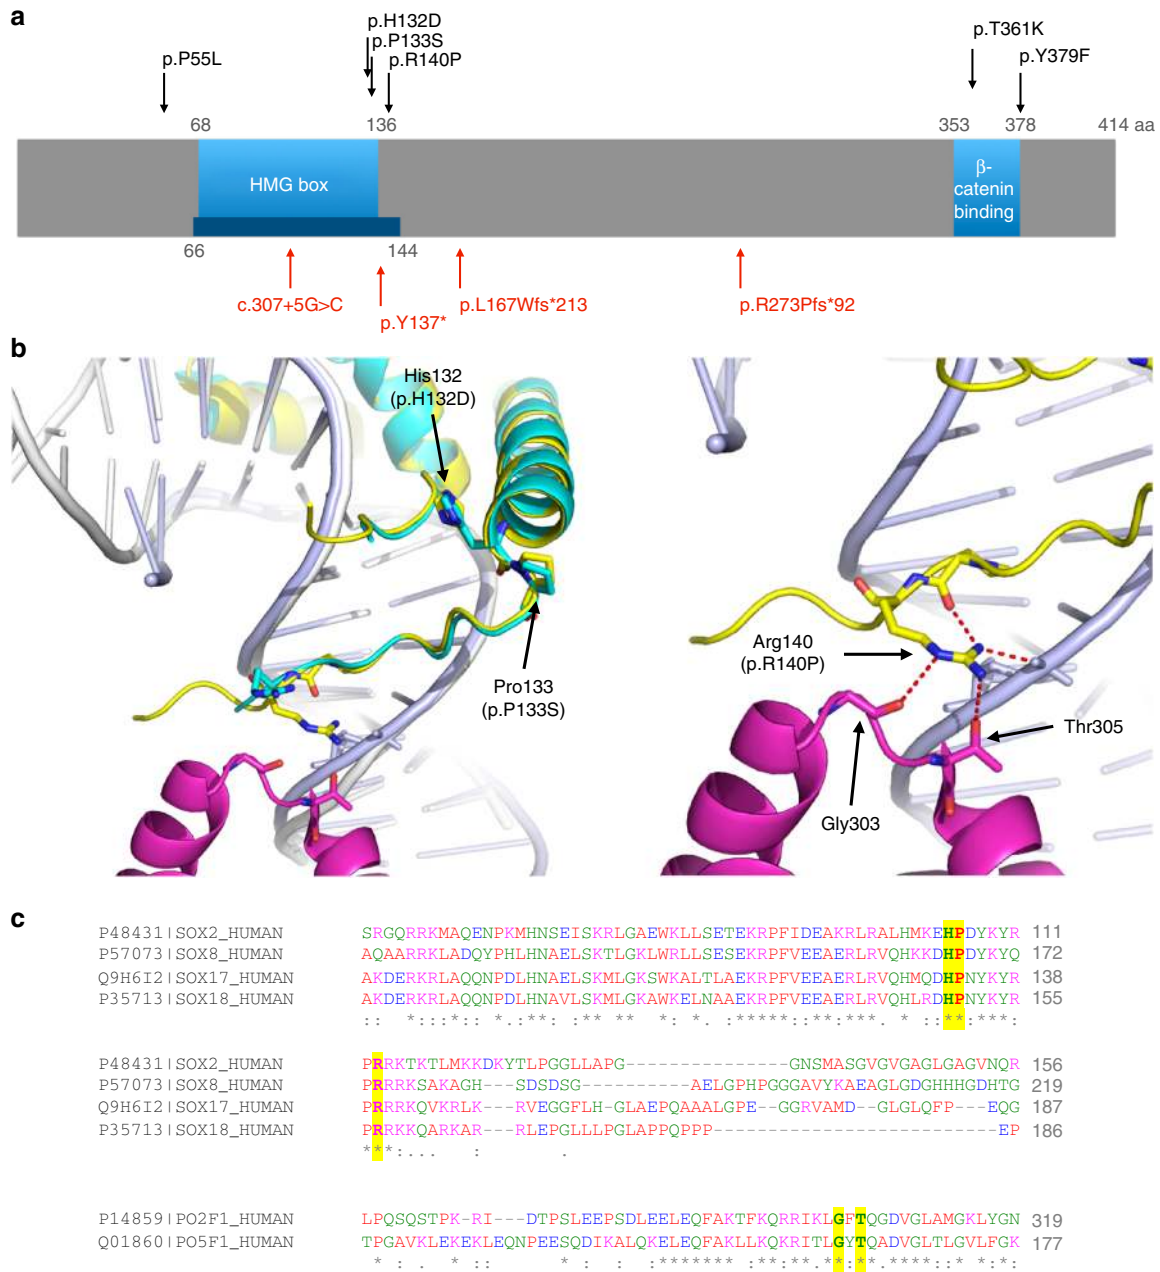 a
p.H132D
p.P133S
p.R140P
p.P55L
p.T361K
p.Y379F
68
136
353
378
414 aa
HMG box
β-
catenin
binding
66
144
c.307+5G>C
p.Y137*
p.L167Wfs*213
p.R273Pfs*92
b
His132
(p.H132D)
Pro133
(p.P133S)
Arg140
(p.R140P)
Thr305
Gly303
c
P48431|SOX2_HUMAN SRGQRRKMAQENPKMHNSEISKRLGAEWKLLSETEKRPFIDEAKRLRALHMKEHPDYKYR 111
P57073|SOX8_HUMAN AQAARRKLADQYPHLHNAELSKTLGKLWRLLSESEKRPFVEEAERLRVQHKKDHPDYKYQ 172
Q9H6I2|SOX17_HUMAN AKDERKRLAQQNPDLHNAELSKMLGKSWKALTLAEKRPFVEEAERLRVQHMQDHPNYKYR 138
P35713|SOX18_HUMAN AKDERKRLAQQNPDLHNAVLSKMLGKAWKELNAAEKRPFVEEAERLRVQHLRDHPNYKYR 155
:: *:::*: *.:**: :** ** *: *. :*****::**:***. * ::**:***:
P48431|SOX2_HUMAN PRRKTKTLMKKDKYTLPGGLLAPG---------------GNSMASGVGVGAGLGAGVNQR 156
P57073|SOX8_HUMAN PRRRKSAKAGH---SDSDSG----------AELGPHPGGGAVYKAEAGLGDGHHHGDHTG 219
Q9H6I2|SOX17_HUMAN PRRRKQVKRLK---RVEGGFLH-GLAEPQAAALGPE--GGRVAMD--GLGLQFP---EQG 187
P35713|SOX18_HUMAN PRRKKQARKAR---RLEPGLLLPGLAPPQPPP--------------------------EP 186
***:.. : .
P14859|PO2F1_HUMAN LPQSQSTPK-RI---DTPSLEEPSDLEELEQFAKTFKQRRIKLGFTQGDVGLAMGKLYGN 319
Q01860|PO5F1_HUMAN TPGAVKLEKEKLEQNPEESQDIKALQKELEQFAKLLKQKRITLGYTQADVGLTLGVLFGK 177
* : . * :: * : :******* :**:**.**:**.****::* *:*: